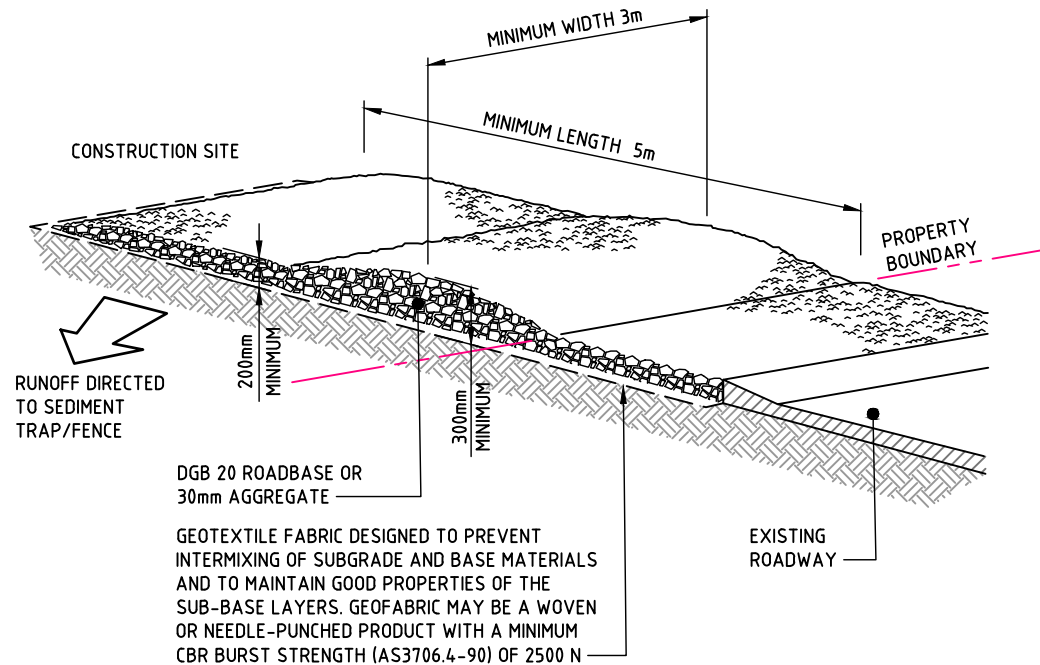 MINIMUM WIDTH 3m
MINIMUM LENGTH 5m
CONSTRUCTION SITE
PROPERTY
BOUNDARY
200mm
MINIMUM
300mm
MINIMUM
RUNOFF DIRECTED
TO SEDIMENT
TRAP/FENCE
DGB 20 ROADBASE OR
30mm AGGREGATE
GEOTEXTILE FABRIC DESIGNED TO PREVENT
INTERMIXING OF SUBGRADE AND BASE MATERIALS
AND TO MAINTAIN GOOD PROPERTIES OF THE
SUB-BASE LAYERS. GEOFABRIC MAY BE A WOVEN
OR NEEDLE-PUNCHED PRODUCT WITH A MINIMUM
CBR BURST STRENGTH (AS3706.4-90) OF 2500 N
EXISTING
ROADWAY